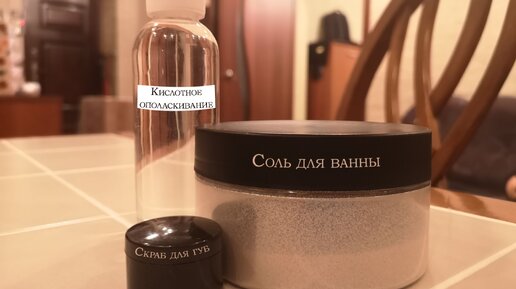 Кислотное
ополаскивание
Соль для ванны
Скраб для губ